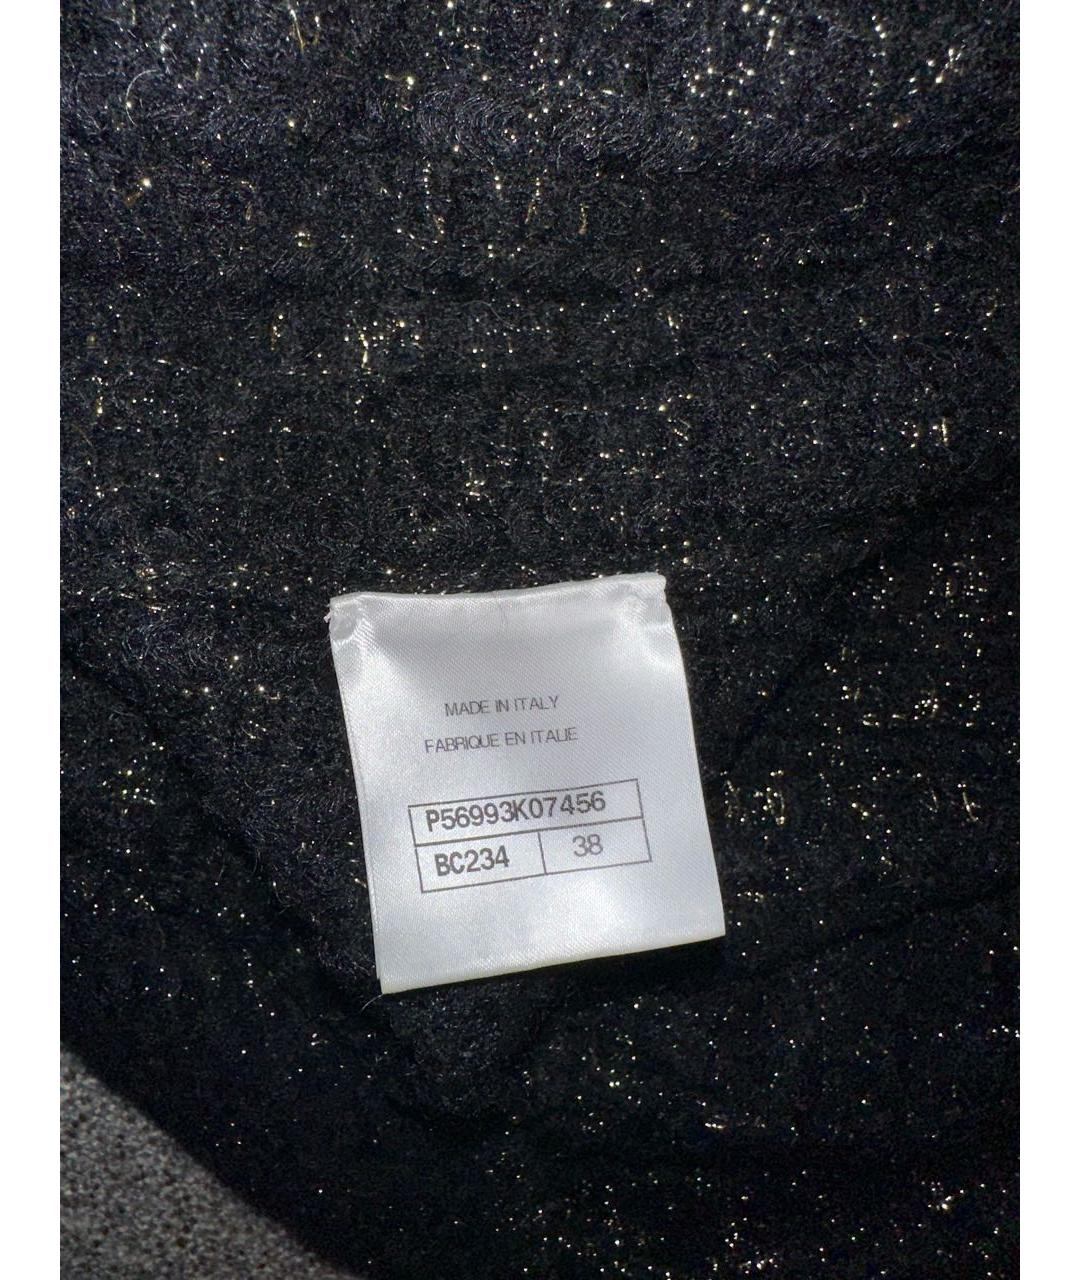 MADE IN ITALY
FABRIQUE EN ITALIE
P56993K07456
BC234 38